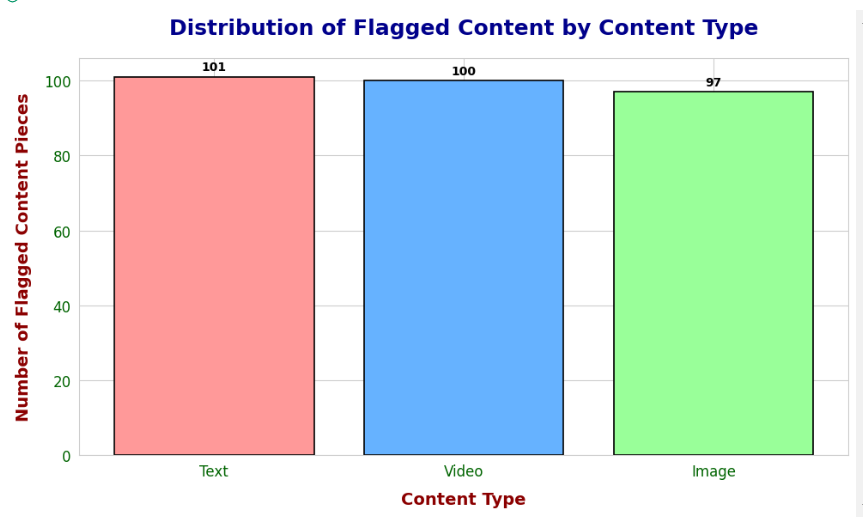 Distribution of Flagged Content by Content Type
Number of Flagged Content Pieces
100
80
60
40
20
0
101
100
97
Text
Video
Image
Content Type